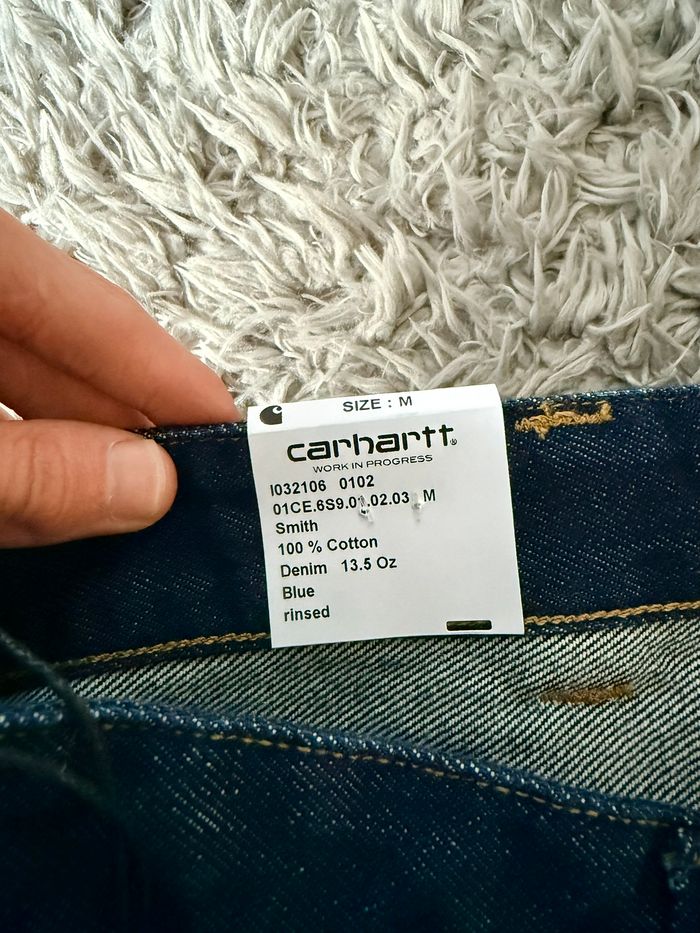 SIZE : M
carhartt®
WORK IN PROGRESS
I032106 0102
01CE.6S9.01.02.03 M
Smith
100 % Cotton
Denim 13.5 Oz
Blue
rinsed